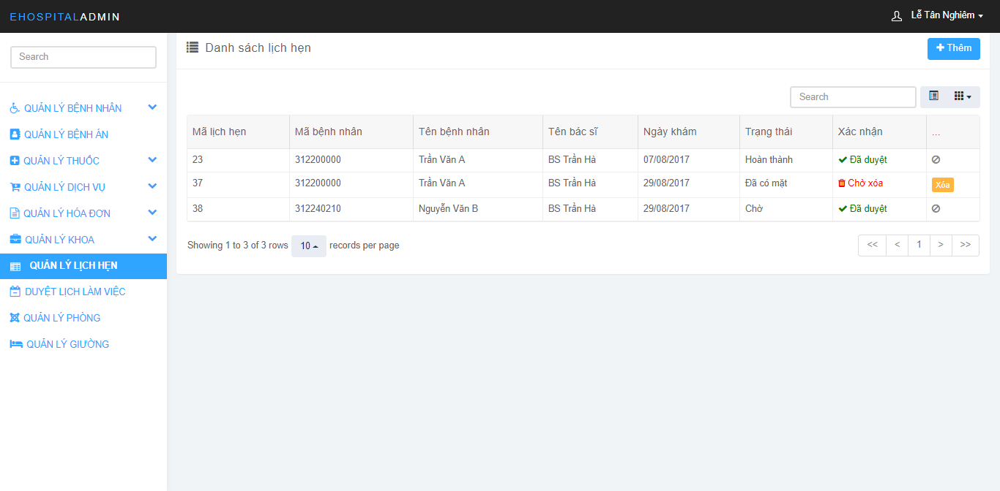 EHOSPITALADMIN
Lễ Tân Nghiêm
Search
QUẢN LÝ BỆNH NHÂN
QUẢN LÝ BỆNH ÁN
QUẢN LÝ THUỐC
QUẢN LÝ DỊCH VỤ
QUẢN LÝ HÓA ĐƠN
QUẢN LÝ KHOA
QUẢN LÝ LỊCH HẸN
DUYỆT LỊCH LÀM VIỆC
QUẢN LÝ PHÒNG
QUẢN LÝ GIƯỜNG
Danh sách lịch hẹn
Thêm
Search
Mã lịch hẹn Mã bệnh nhân Tên bệnh nhân Tên bác sĩ Ngày khám Trạng thái Xác nhận ...
23 312200000 Trần Văn A BS Trần Hà 07/08/2017 Hoàn thành Đã duyệt
37 312200000 Trần Văn A BS Trần Hà 29/08/2017 Đã có mặt Chờ xóa Xóa
38 312240210 Nguyễn Văn B BS Trần Hà 29/08/2017 Chờ Đã duyệt
Showing 1 to 3 of 3 rows 10 records per page
<< < 1 > >>